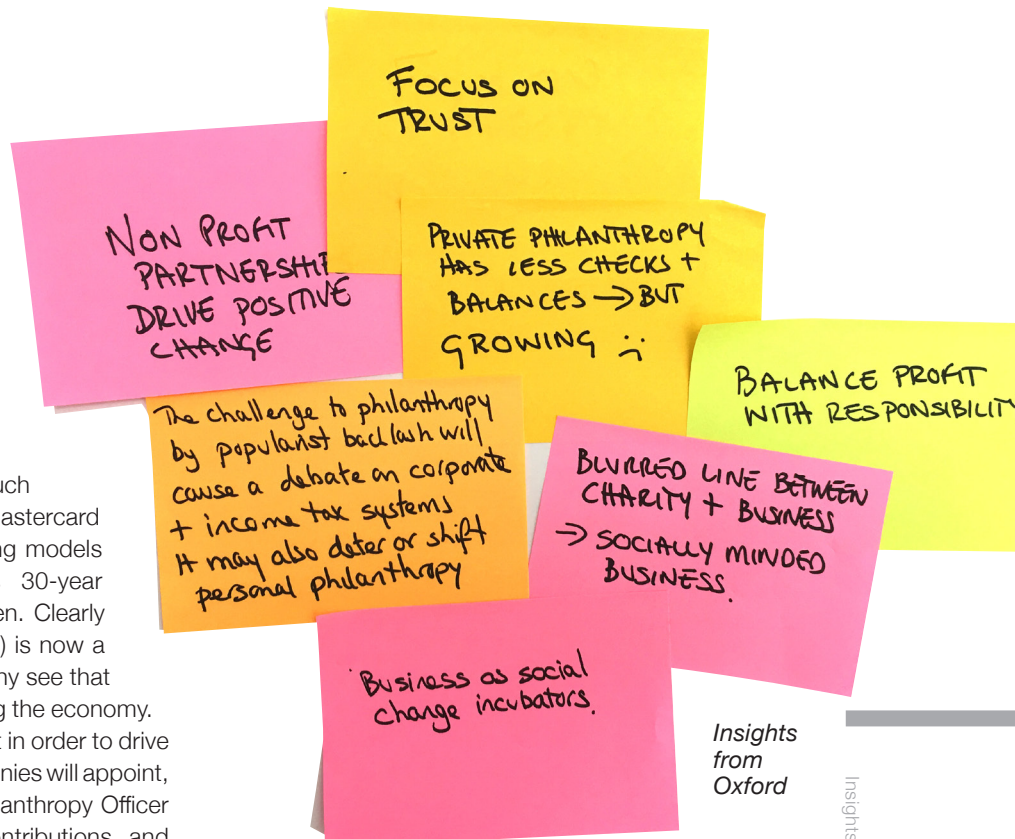 FOCUS ON
TRUST
NON PROFIT
PARTNERSHIP
DRIVE POSITIVE
CHANGE
PRIVATE PHILANTHROPY
HAS LESS CHECKS +
BALANCES → BUT
GROWING :(
BALANCE PROFIT
WITH RESPONSIBILIT
The challenge to philanthropy
by popularist backlash will
cause a debate on corporate
+ income tax systems
It may also deter or shift
personal philanthropy
BLURRED LINE BETWEEN
CHARITY + BUSINESS
→ SOCIALLY MINDED
BUSINESS.
Business as social
change incubators.
uch
astercard
ng models
30-year
en. Clearly
) is now a
ny see that
g the economy.
t in order to drive
nies will appoint,
anthropy Officer
ntributions and
Insights
from
Oxford
Insights